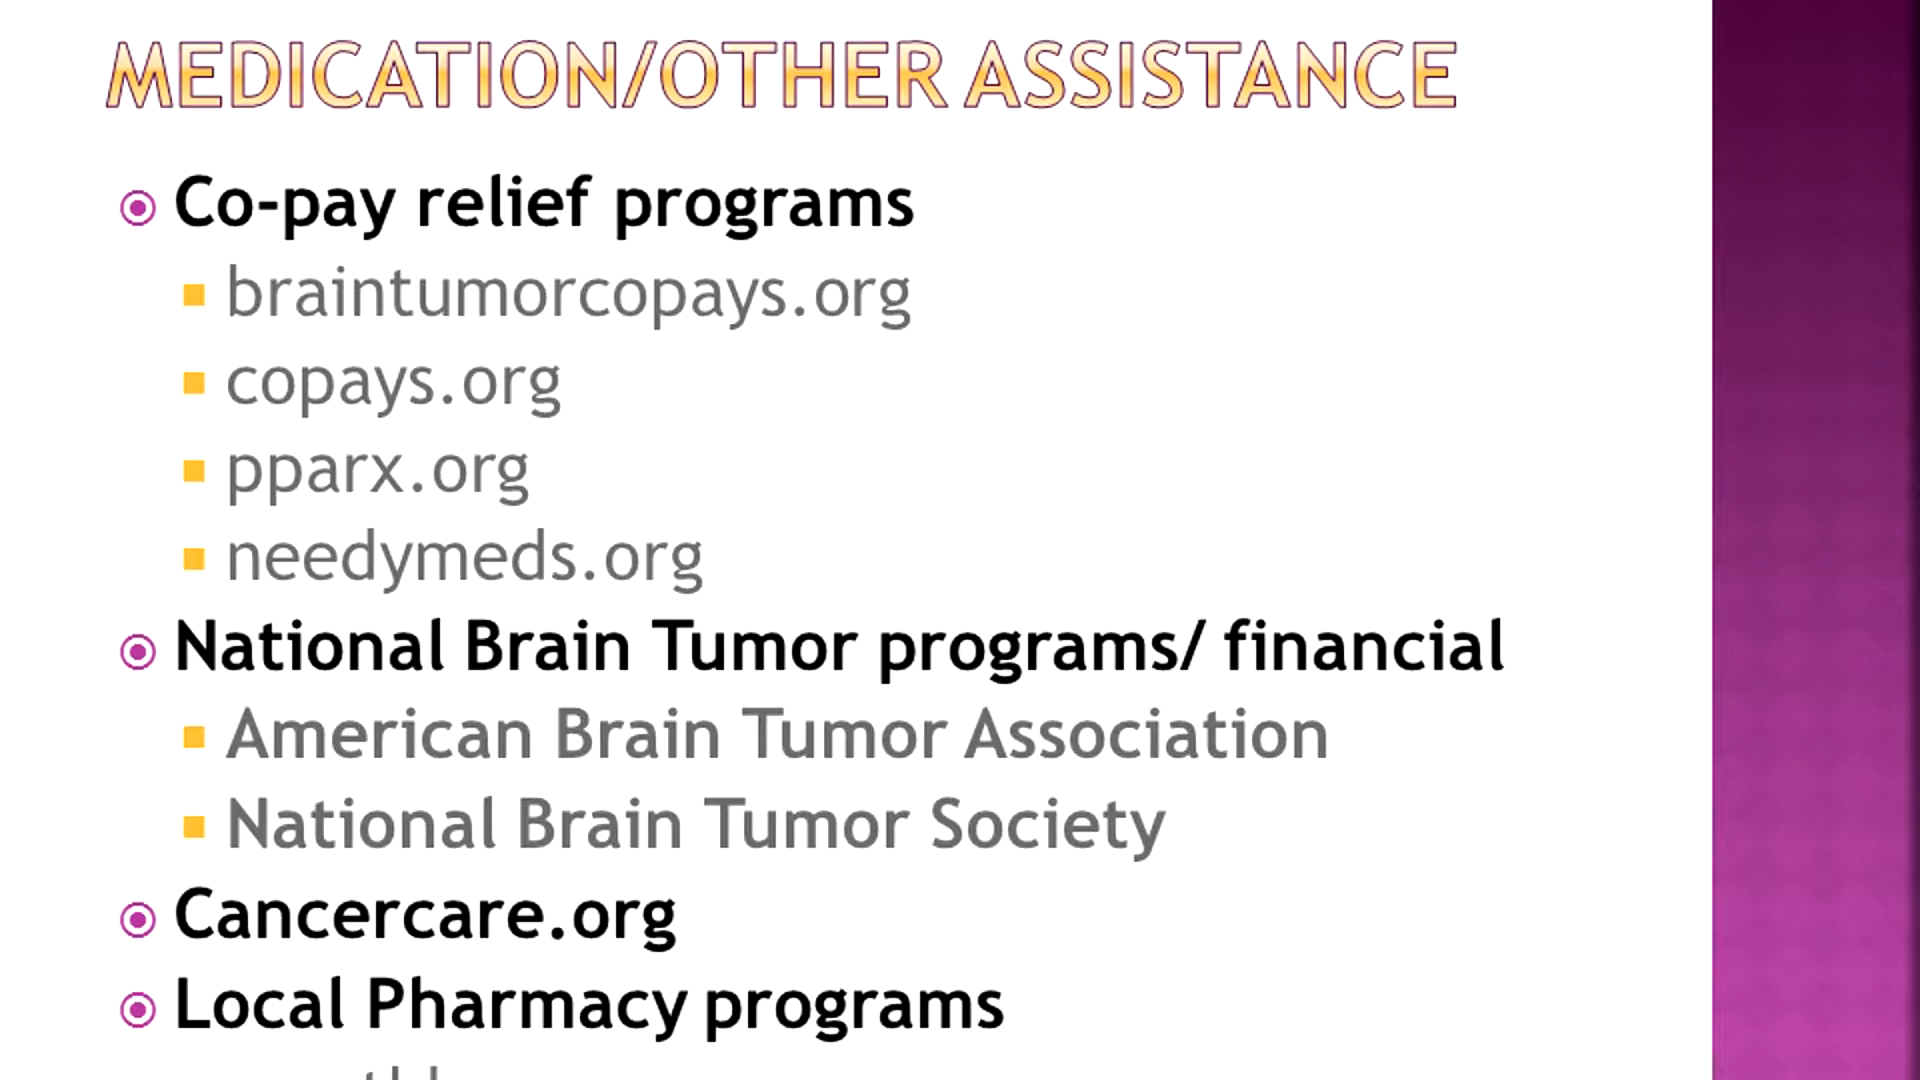 MEDICATION/OTHER ASSISTANCE
Co-pay relief programs
braintumorcopays.org
copays.org
pparx.org
needymeds.org
National Brain Tumor programs/ financial
American Brain Tumor Association
National Brain Tumor Society
Cancercare.org
Local Pharmacy programs